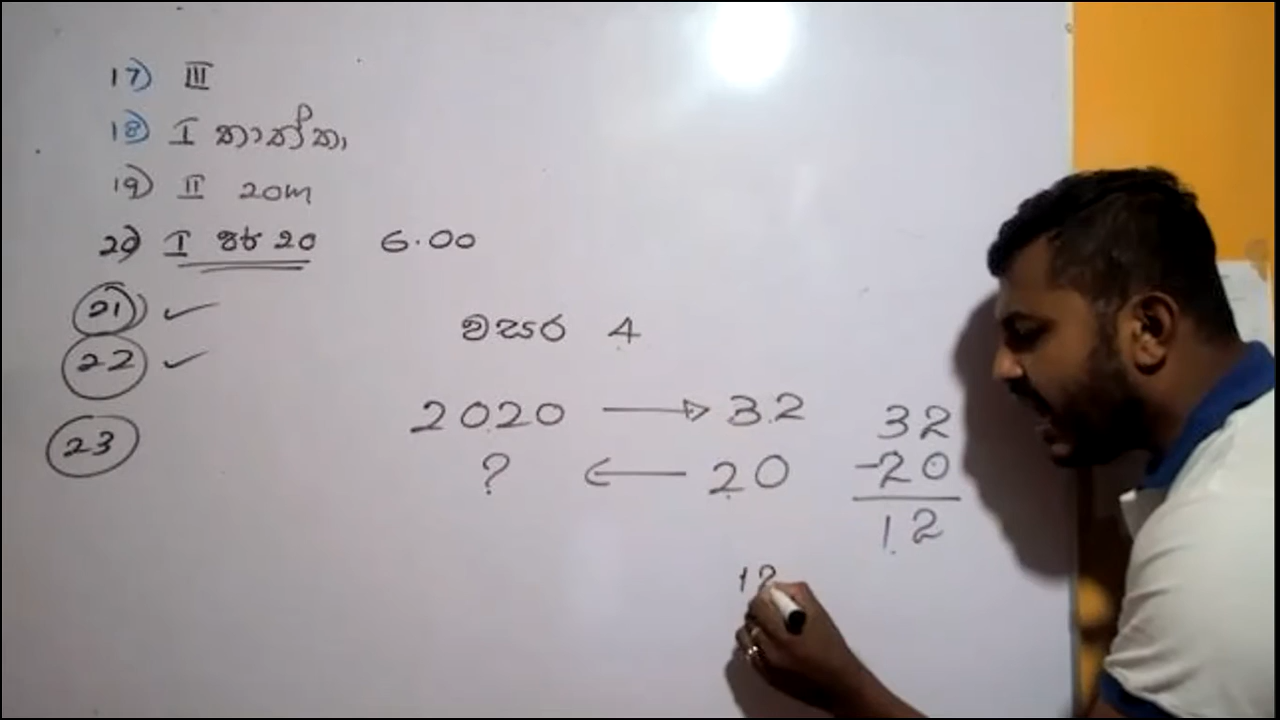 17) III
18) I තාත්තා
19) II 20m
20) I පප 20 6.00
21) ✓
22) ✓
23
වසර 4
2020 → 32
? ← 20
32
-20
12
12